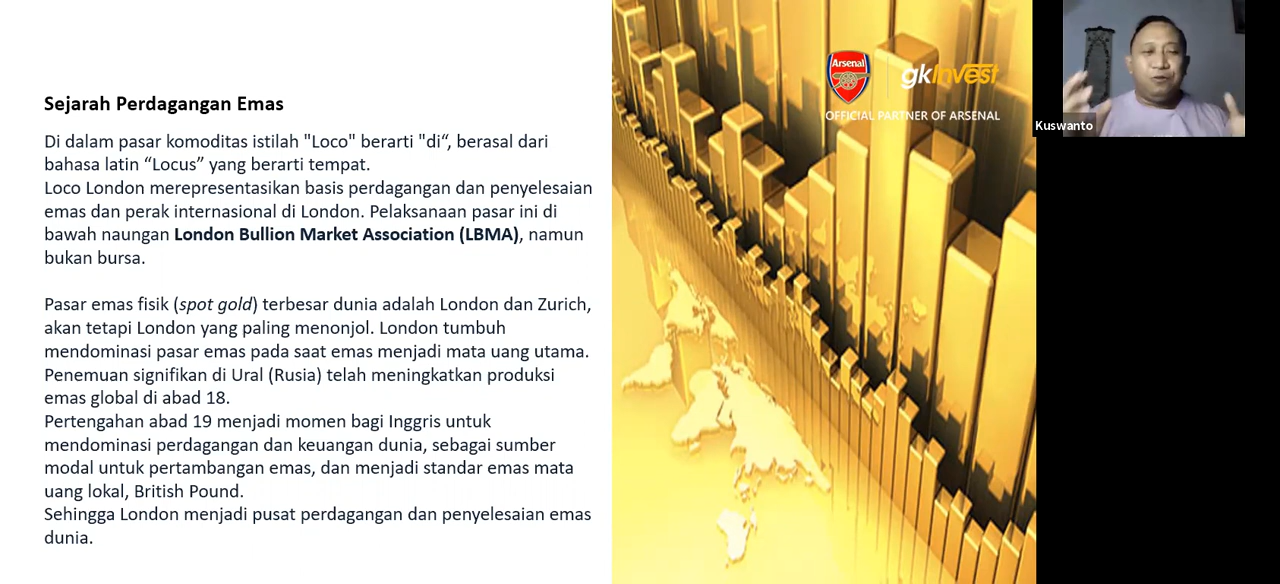 Sejarah Perdagangan Emas
Di dalam pasar komoditas istilah "Loco" berarti "di“, berasal dari
bahasa latin “Locus” yang berarti tempat.
Loco London merepresentasikan basis perdagangan dan penyelesaian
emas dan perak internasional di London. Pelaksanaan pasar ini di
bawah naungan London Bullion Market Association (LBMA), namun
bukan bursa.
Pasar emas fisik (spot gold) terbesar dunia adalah London dan Zurich,
akan tetapi London yang paling menonjol. London tumbuh
mendominasi pasar emas pada saat emas menjadi mata uang utama.
Penemuan signifikan di Ural (Rusia) telah meningkatkan produksi
emas global di abad 18.
Pertengahan abad 19 menjadi momen bagi Inggris untuk
mendominasi perdagangan dan keuangan dunia, sebagai sumber
modal untuk pertambangan emas, dan menjadi standar emas mata
uang lokal, British Pound.
Sehingga London menjadi pusat perdagangan dan penyelesaian emas
dunia.
Arsenal
gkinvest
OFFICIAL PARTNER OF ARSENAL
Kuswanto